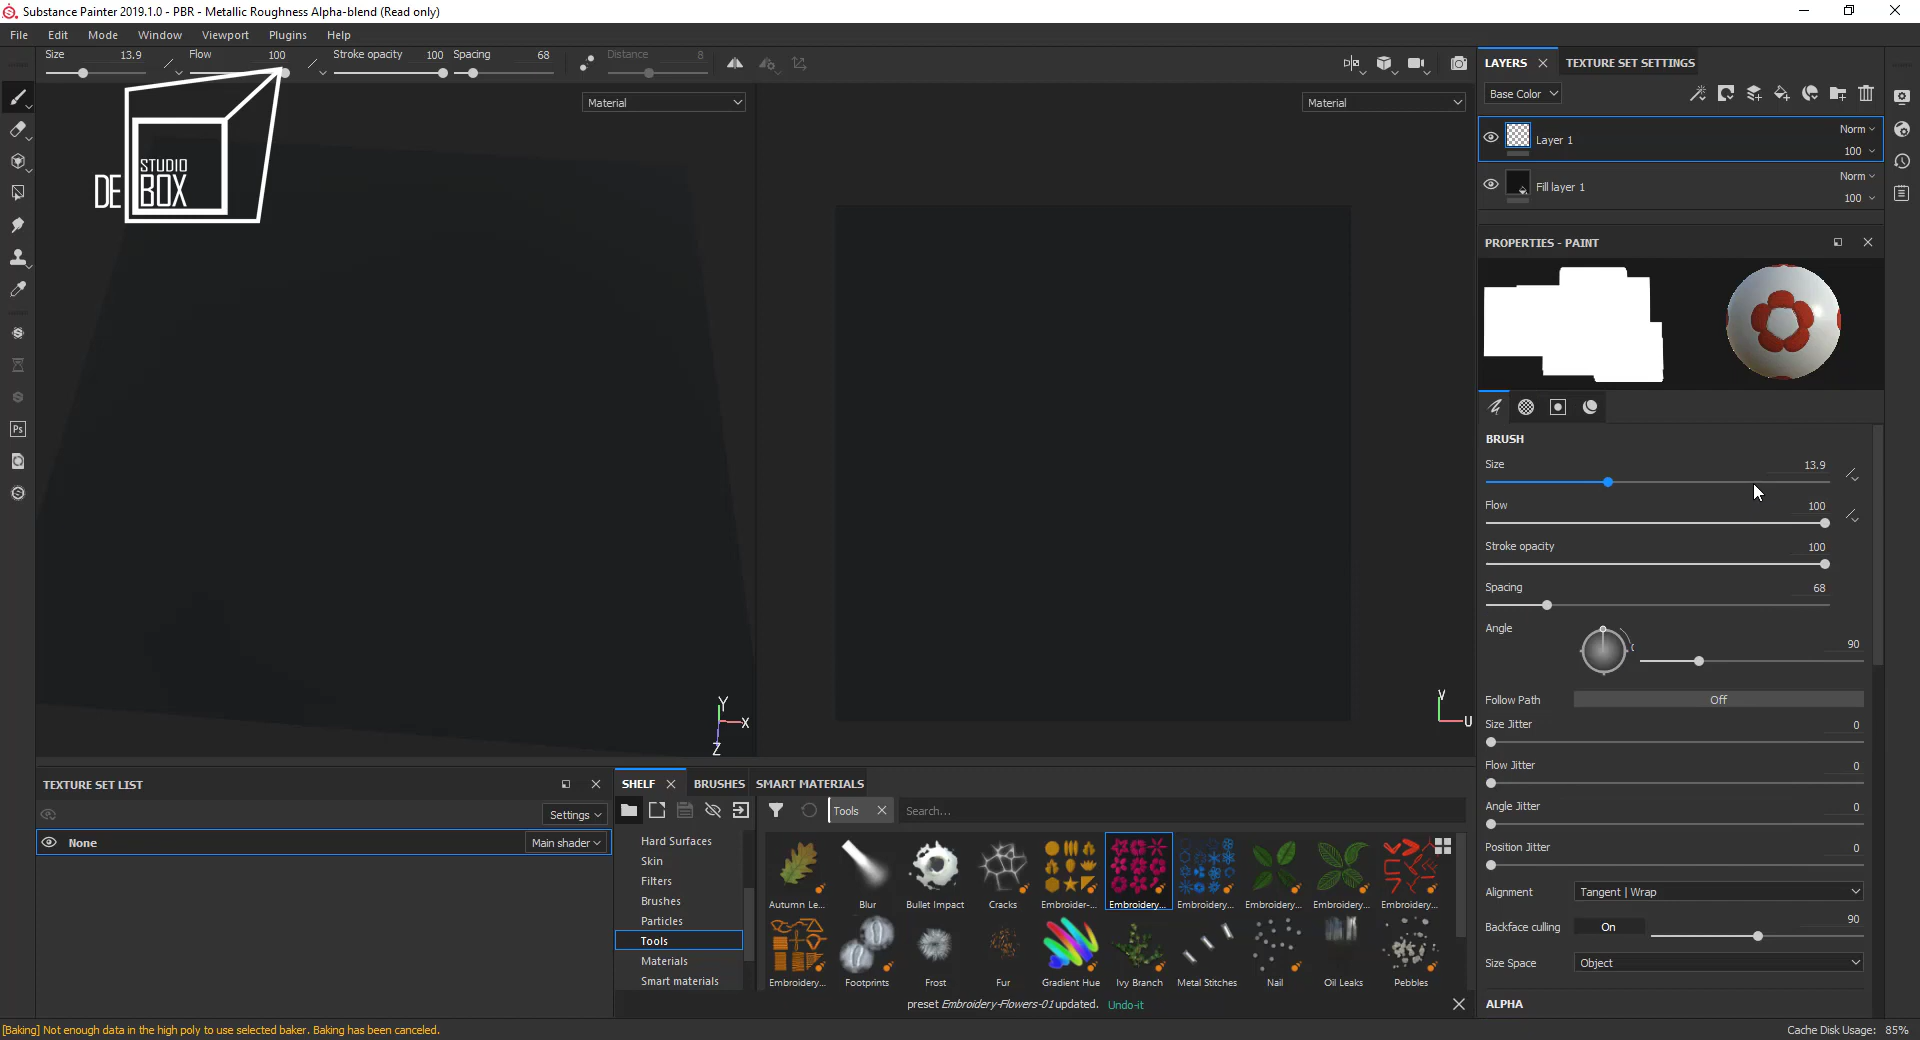 Substance Painter 2019.1.0 - PBR - Metallic Roughness Alpha-blend (Read only)
File Edit Mode Window Viewport Plugins Help
Size 13.9 Flow 100 Stroke opacity 100 Spacing 68 Distance 8
Material
Material
DE STUDIO BOX
LAYERS TEXTURE SET SETTINGS
Base Color
Layer 1 Norm 100
Fill layer 1 Norm 100
PROPERTIES - PAINT
BRUSH
Size 13.9
Flow 100
Stroke opacity 100
Spacing 68
Angle 90
Follow Path Off
Size Jitter 0
Flow Jitter 0
Angle Jitter 0
Position Jitter 0
Alignment Tangent | Wrap
Backface culling On 90
Size Space Object
ALPHA
Y X Z
V U
Ps
TEXTURE SET LIST
Settings
None Main shader
SHELF BRUSHES SMART MATERIALS
Tools Search...
Hard Surfaces
Skin
Filters
Brushes
Particles
Tools
Materials
Smart materials
Autumn Le... Blur Bullet Impact Cracks Embroider-... Embroidery... Embroidery... Embroidery... Embroidery... Embroidery...
Embroidery... Footprints Frost Fur Gradient Hue Ivy Branch Metal Stitches Nail Oil Leaks Pebbles
preset Embroidery-Flowers-01 updated. Undo-it
[Baking] Not enough data in the high poly to use selected baker. Baking has been canceled.
Cache Disk Usage: 85%